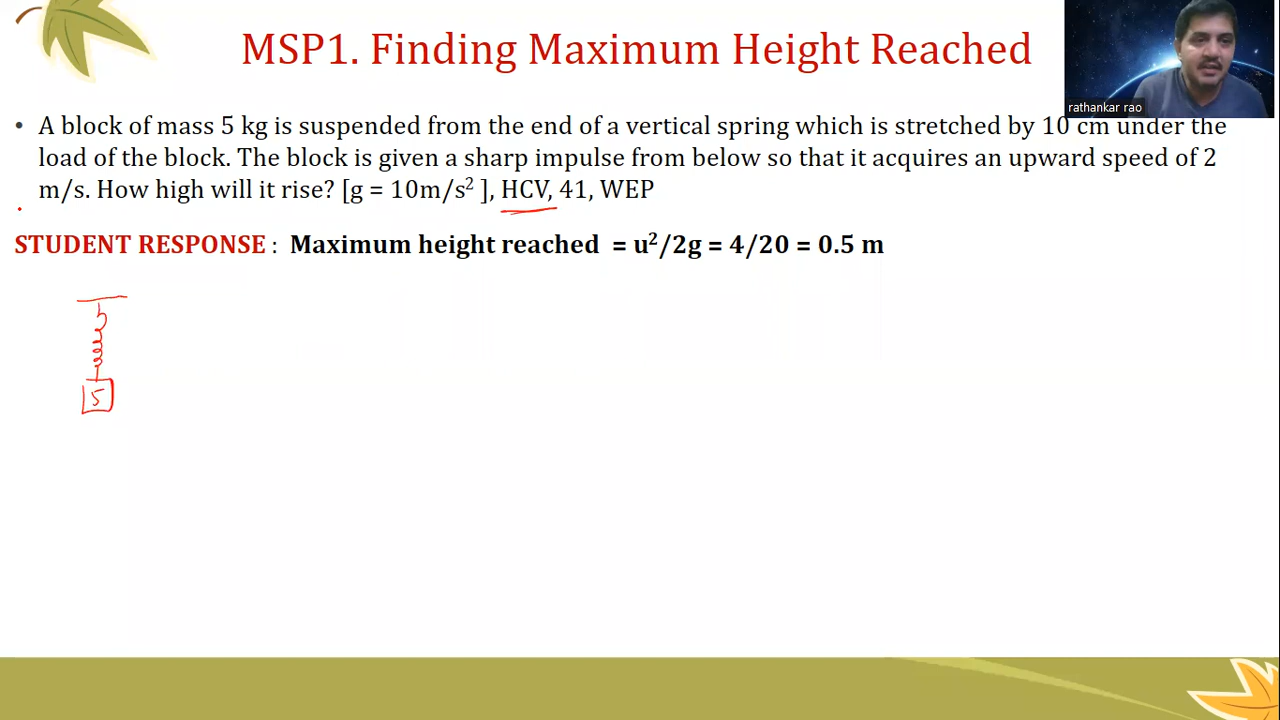 MSP1. Finding Maximum Height Reached
rathankar rao
• A block of mass 5 kg is suspended from the end of a vertical spring which is stretched by 10 cm under the
load of the block. The block is given a sharp impulse from below so that it acquires an upward speed of 2
m/s. How high will it rise? [g = 10m/s² ], HCV, 41, WEP
STUDENT RESPONSE : Maximum height reached = u²/2g = 4/20 = 0.5 m
5